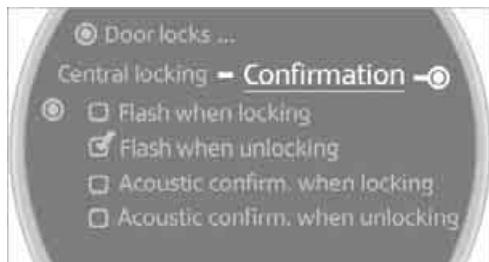 Door locks ...
Central locking - Confirmation
Flash when locking
Flash when unlocking
Acoustic confirm. when locking
Acoustic confirm. when unlocking